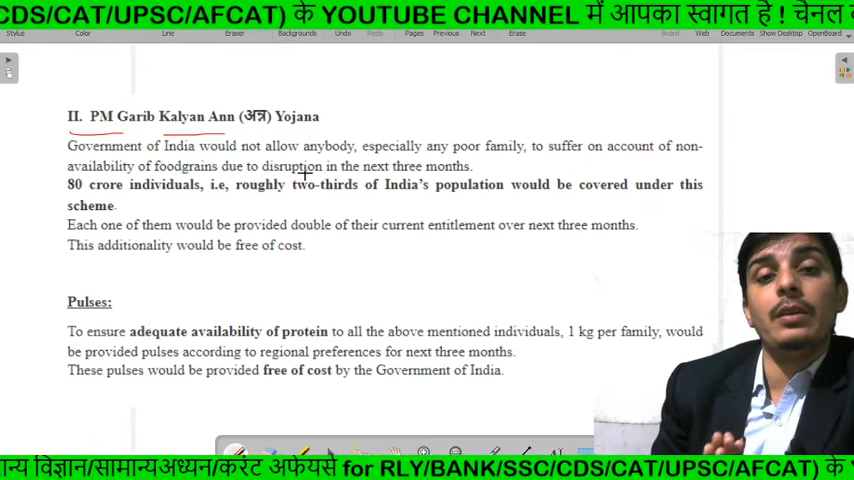 CDS/CAT/UPSC/AFCAT) के YOUTUBE CHANNEL में आपका स्वागत है ! चैनल
Stylus Color Line Eraser Backgrounds Undo Redo Pages Previous Next Erase Board Web Documents Show Desktop OpenBoard
II. PM Garib Kalyan Ann (अन्न) Yojana
Government of India would not allow anybody, especially any poor family, to suffer on account of non-
availability of foodgrains due to disruption in the next three months.
80 crore individuals, i.e, roughly two-thirds of India's population would be covered under this
scheme.
Each one of them would be provided double of their current entitlement over next three months.
This additionality would be free of cost.
Pulses:
To ensure adequate availability of protein to all the above mentioned individuals, 1 kg per family, would
be provided pulses according to regional preferences for next three months.
These pulses would be provided free of cost by the Government of India.
विज्ञान/सामान्यअध्यन/करेंट अफेयर्स for RLY/BANK/SSC/CDS/CAT/UPSC/AFCAT) के